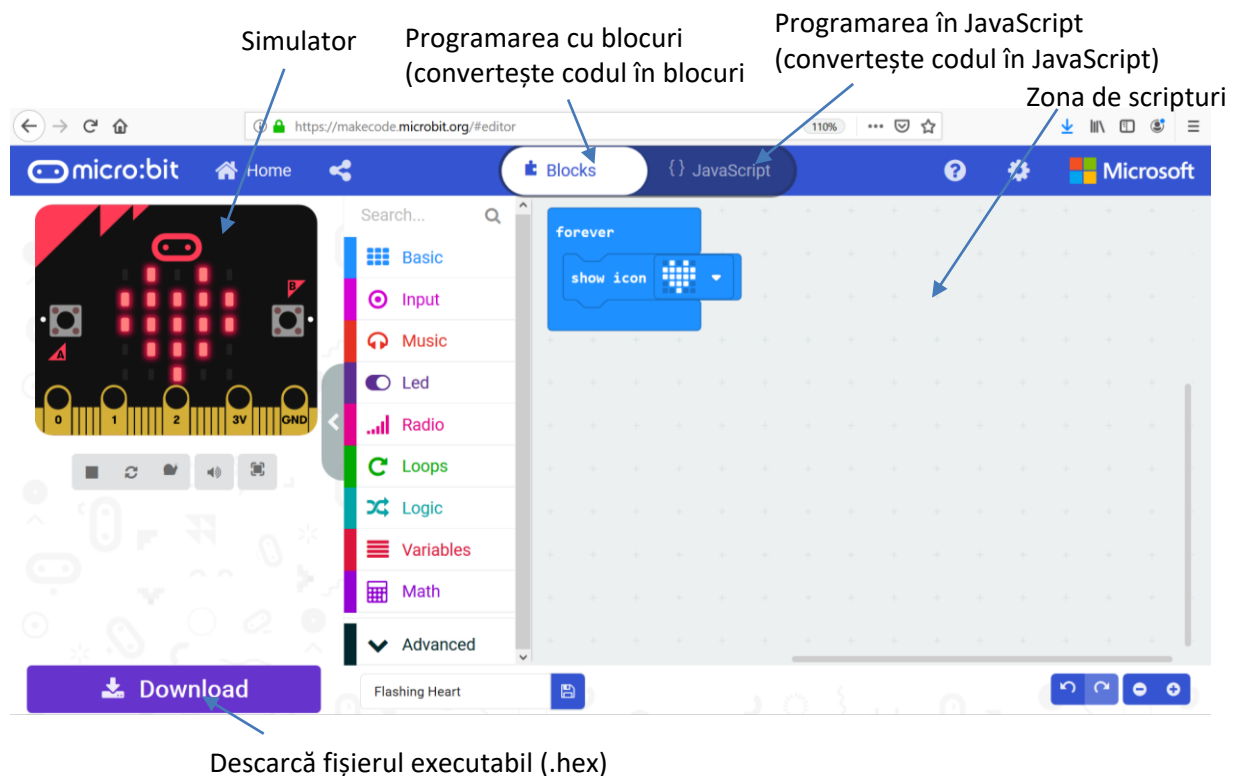 Simulator
Programarea cu blocuri
(convertește codul în blocuri
Programarea în JavaScript
(convertește codul în JavaScript)
Zona de scripturi
https://makecode.microbit.org/#editor
110%
micro:bit
Home
Blocks
{} JavaScript
?
Microsoft
Search...
forever
show icon
Basic
Input
Music
Led
Radio
Loops
Logic
Variables
Math
Advanced
A
B
0 1 2 3V GND
Download
Flashing Heart
Descarcă fișierul executabil (.hex)